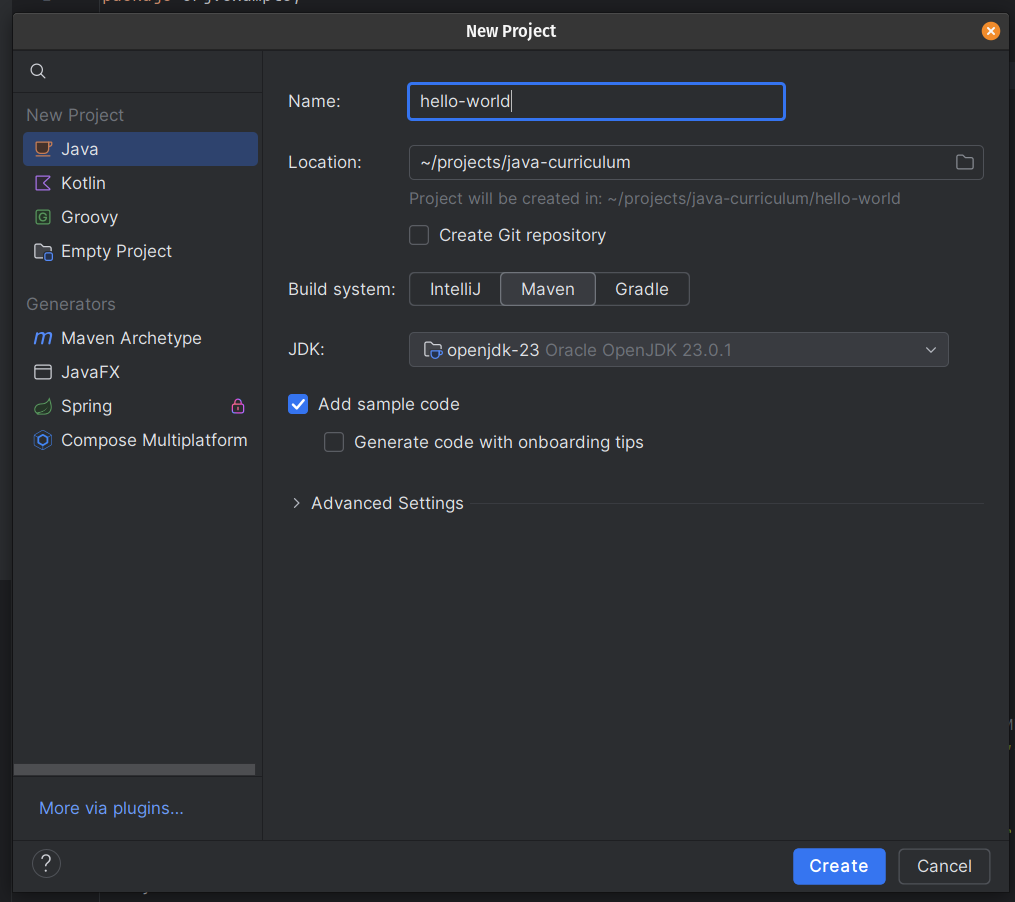 New Project
New Project
Java
Kotlin
Groovy
Empty Project
Generators
Maven Archetype
JavaFX
Spring
Compose Multiplatform
More via plugins...
Name:
hello-world
Location:
~/projects/java-curriculum
Project will be created in: ~/projects/java-curriculum/hello-world
Create Git repository
Build system:
IntelliJ Maven Gradle
JDK:
openjdk-23 Oracle OpenJDK 23.0.1
Add sample code
Generate code with onboarding tips
Advanced Settings
?
Create
Cancel